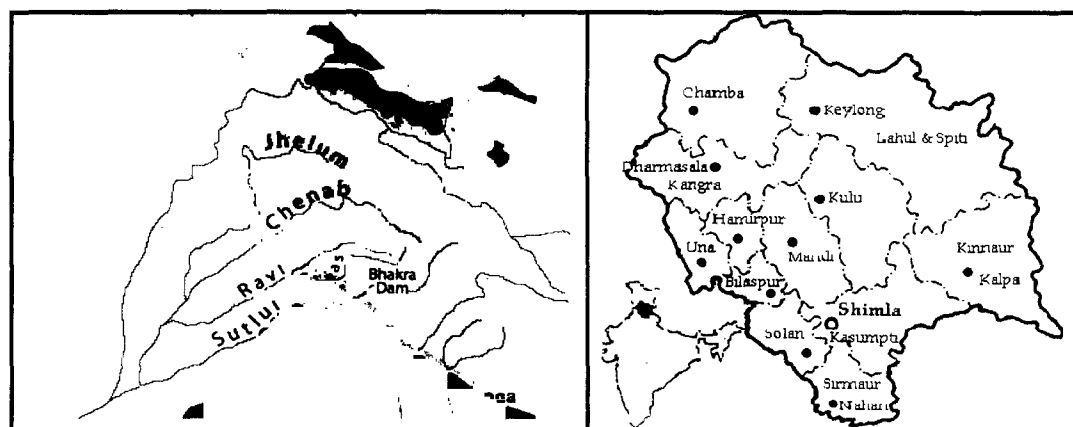 Jhelum
Chenab
Ravi
Bhakra
Dam
Sutluj
Chamba
Keylong
Lahul & Spiti
Dharmasala
Kangra
Kulu
Hamirpur
Una
Mandi
Kinnaur
Kalpa
Bilaspur
Shimla
Solan
Kasumpti
Sirmaur
Nahan